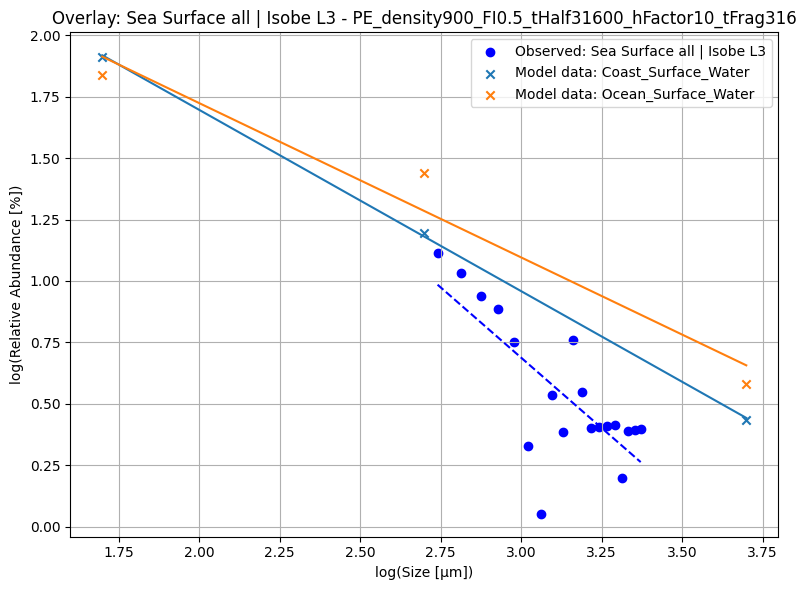 Overlay: Sea Surface all | Isobe L3 - PE_density900_FI0.5_tHalf31600_hFactor10_tFrag316
Observed: Sea Surface all | Isobe L3
Model data: Coast_Surface_Water
Model data: Ocean_Surface_Water
log(Relative Abundance [%])
2.00
1.75
1.50
1.25
1.00
0.75
0.50
0.25
0.00
1.75 2.00 2.25 2.50 2.75 3.00 3.25 3.50 3.75
log(Size [µm])